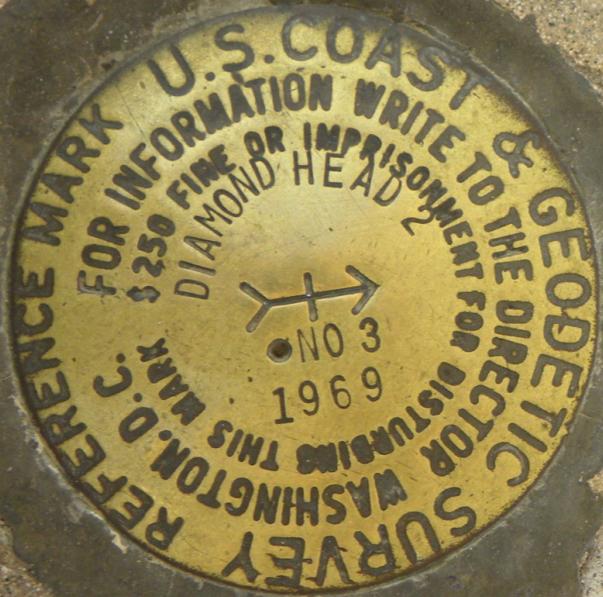 U.S. COAST & GEODETIC SURVEY
REFERENCE MARK
FOR INFORMATION WRITE TO THE DIRECTOR WASHINGTON, D.C.
$250 FINE OR IMPRISONMENT FOR DISTURBING THIS MARK
DIAMOND HEAD 2
NO 3
1969